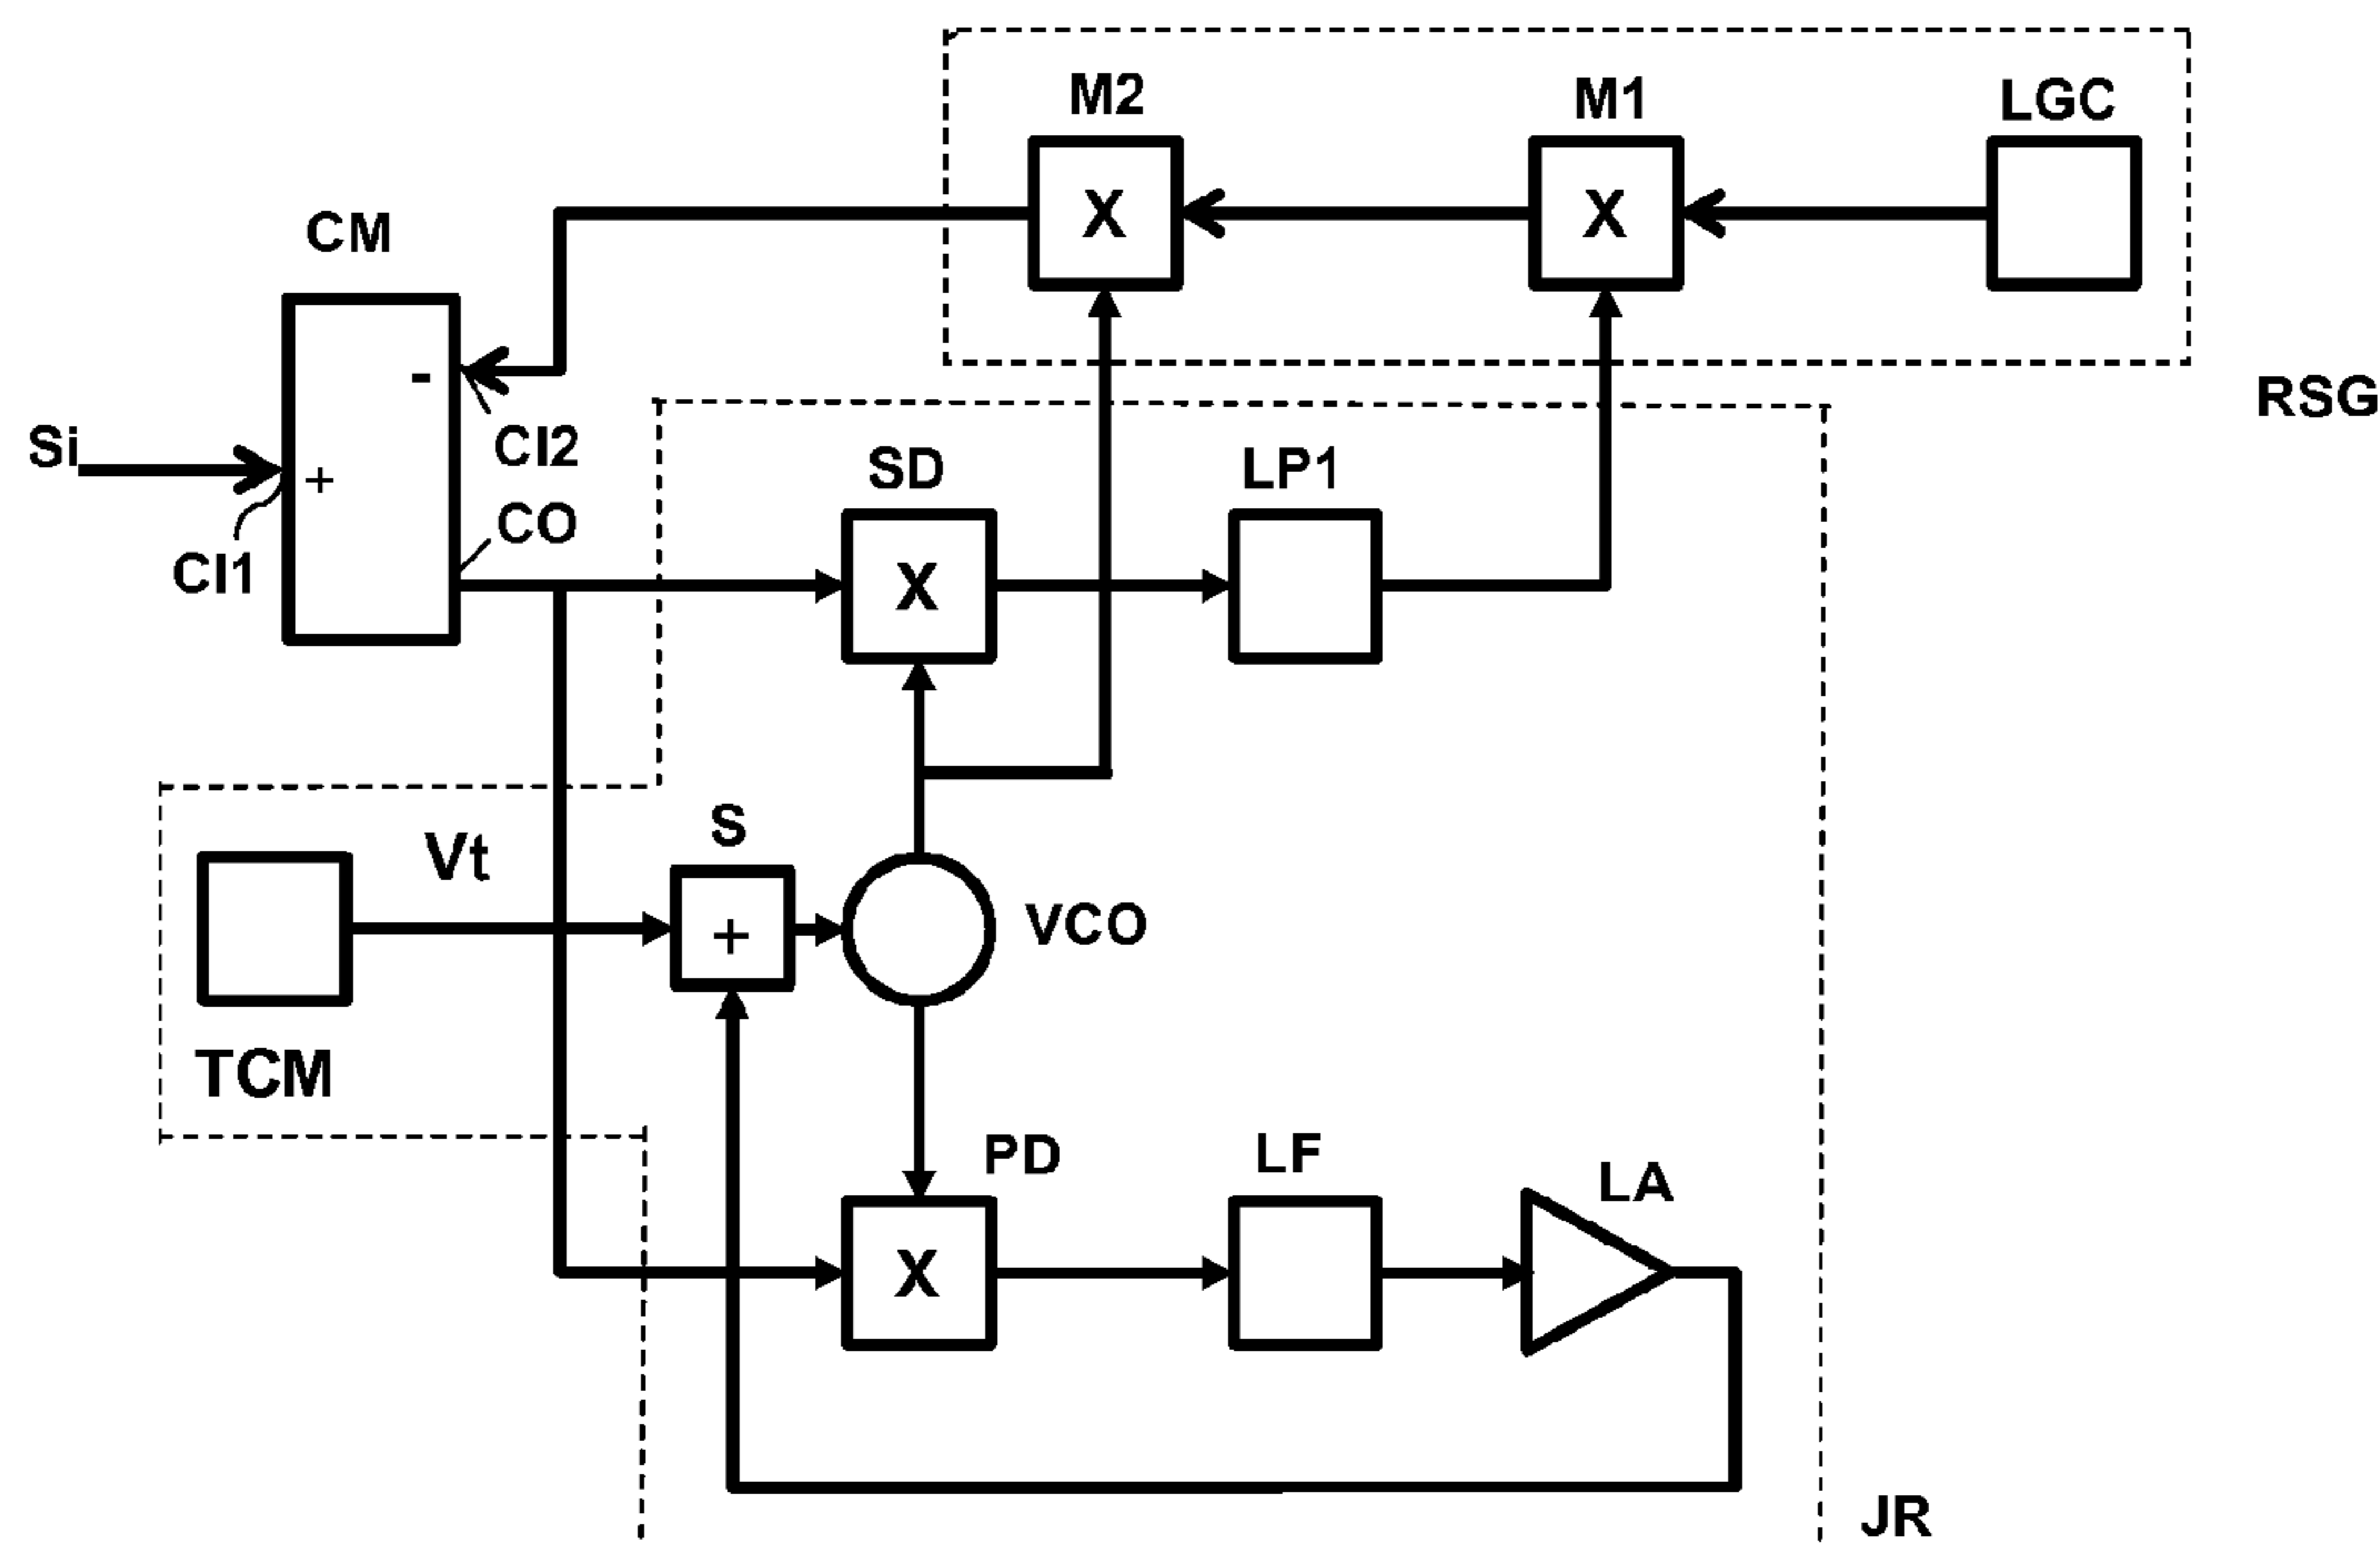 M2
M1
LGC
X
X
CM
-
RSG
Si
+
CI2
CI1
CO
SD
LP1
X
Vt
S
+
VCO
TCM
PD
LF
LA
X
JR